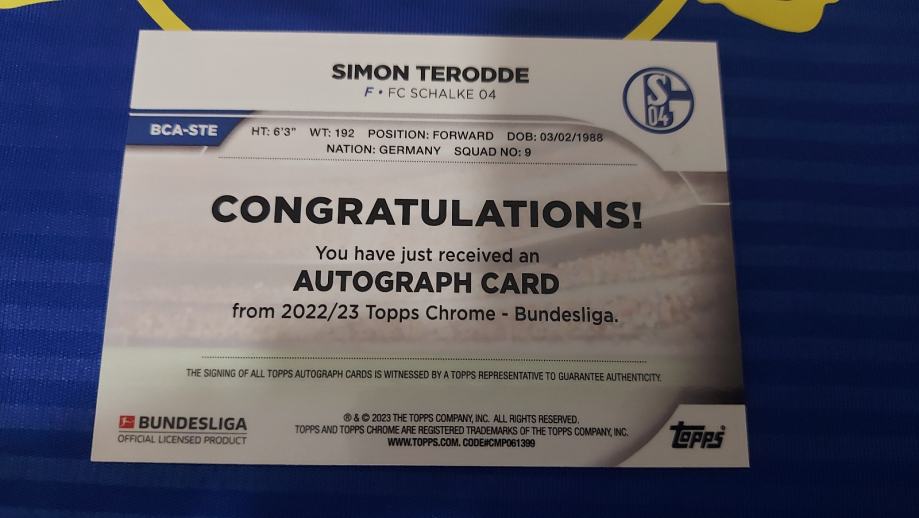 SIMON TERODDE
F • FC SCHALKE 04
S
04
BCA-STE
HT: 6'3" WT: 192 POSITION: FORWARD DOB: 03/02/1988
NATION: GERMANY SQUAD NO: 9
CONGRATULATIONS!
You have just received an
AUTOGRAPH CARD
from 2022/23 Topps Chrome - Bundesliga.
THE SIGNING OF ALL TOPPS AUTOGRAPH CARDS IS WITNESSED BY A TOPPS REPRESENTATIVE TO GUARANTEE AUTHENTICITY.
BUNDESLIGA
OFFICIAL LICENSED PRODUCT
® & © 2023 THE TOPPS COMPANY, INC. ALL RIGHTS RESERVED.
TOPPS AND TOPPS CHROME ARE REGISTERED TRADEMARKS OF THE TOPPS COMPANY, INC.
WWW.TOPPS.COM. CODE#CMP061399
topps